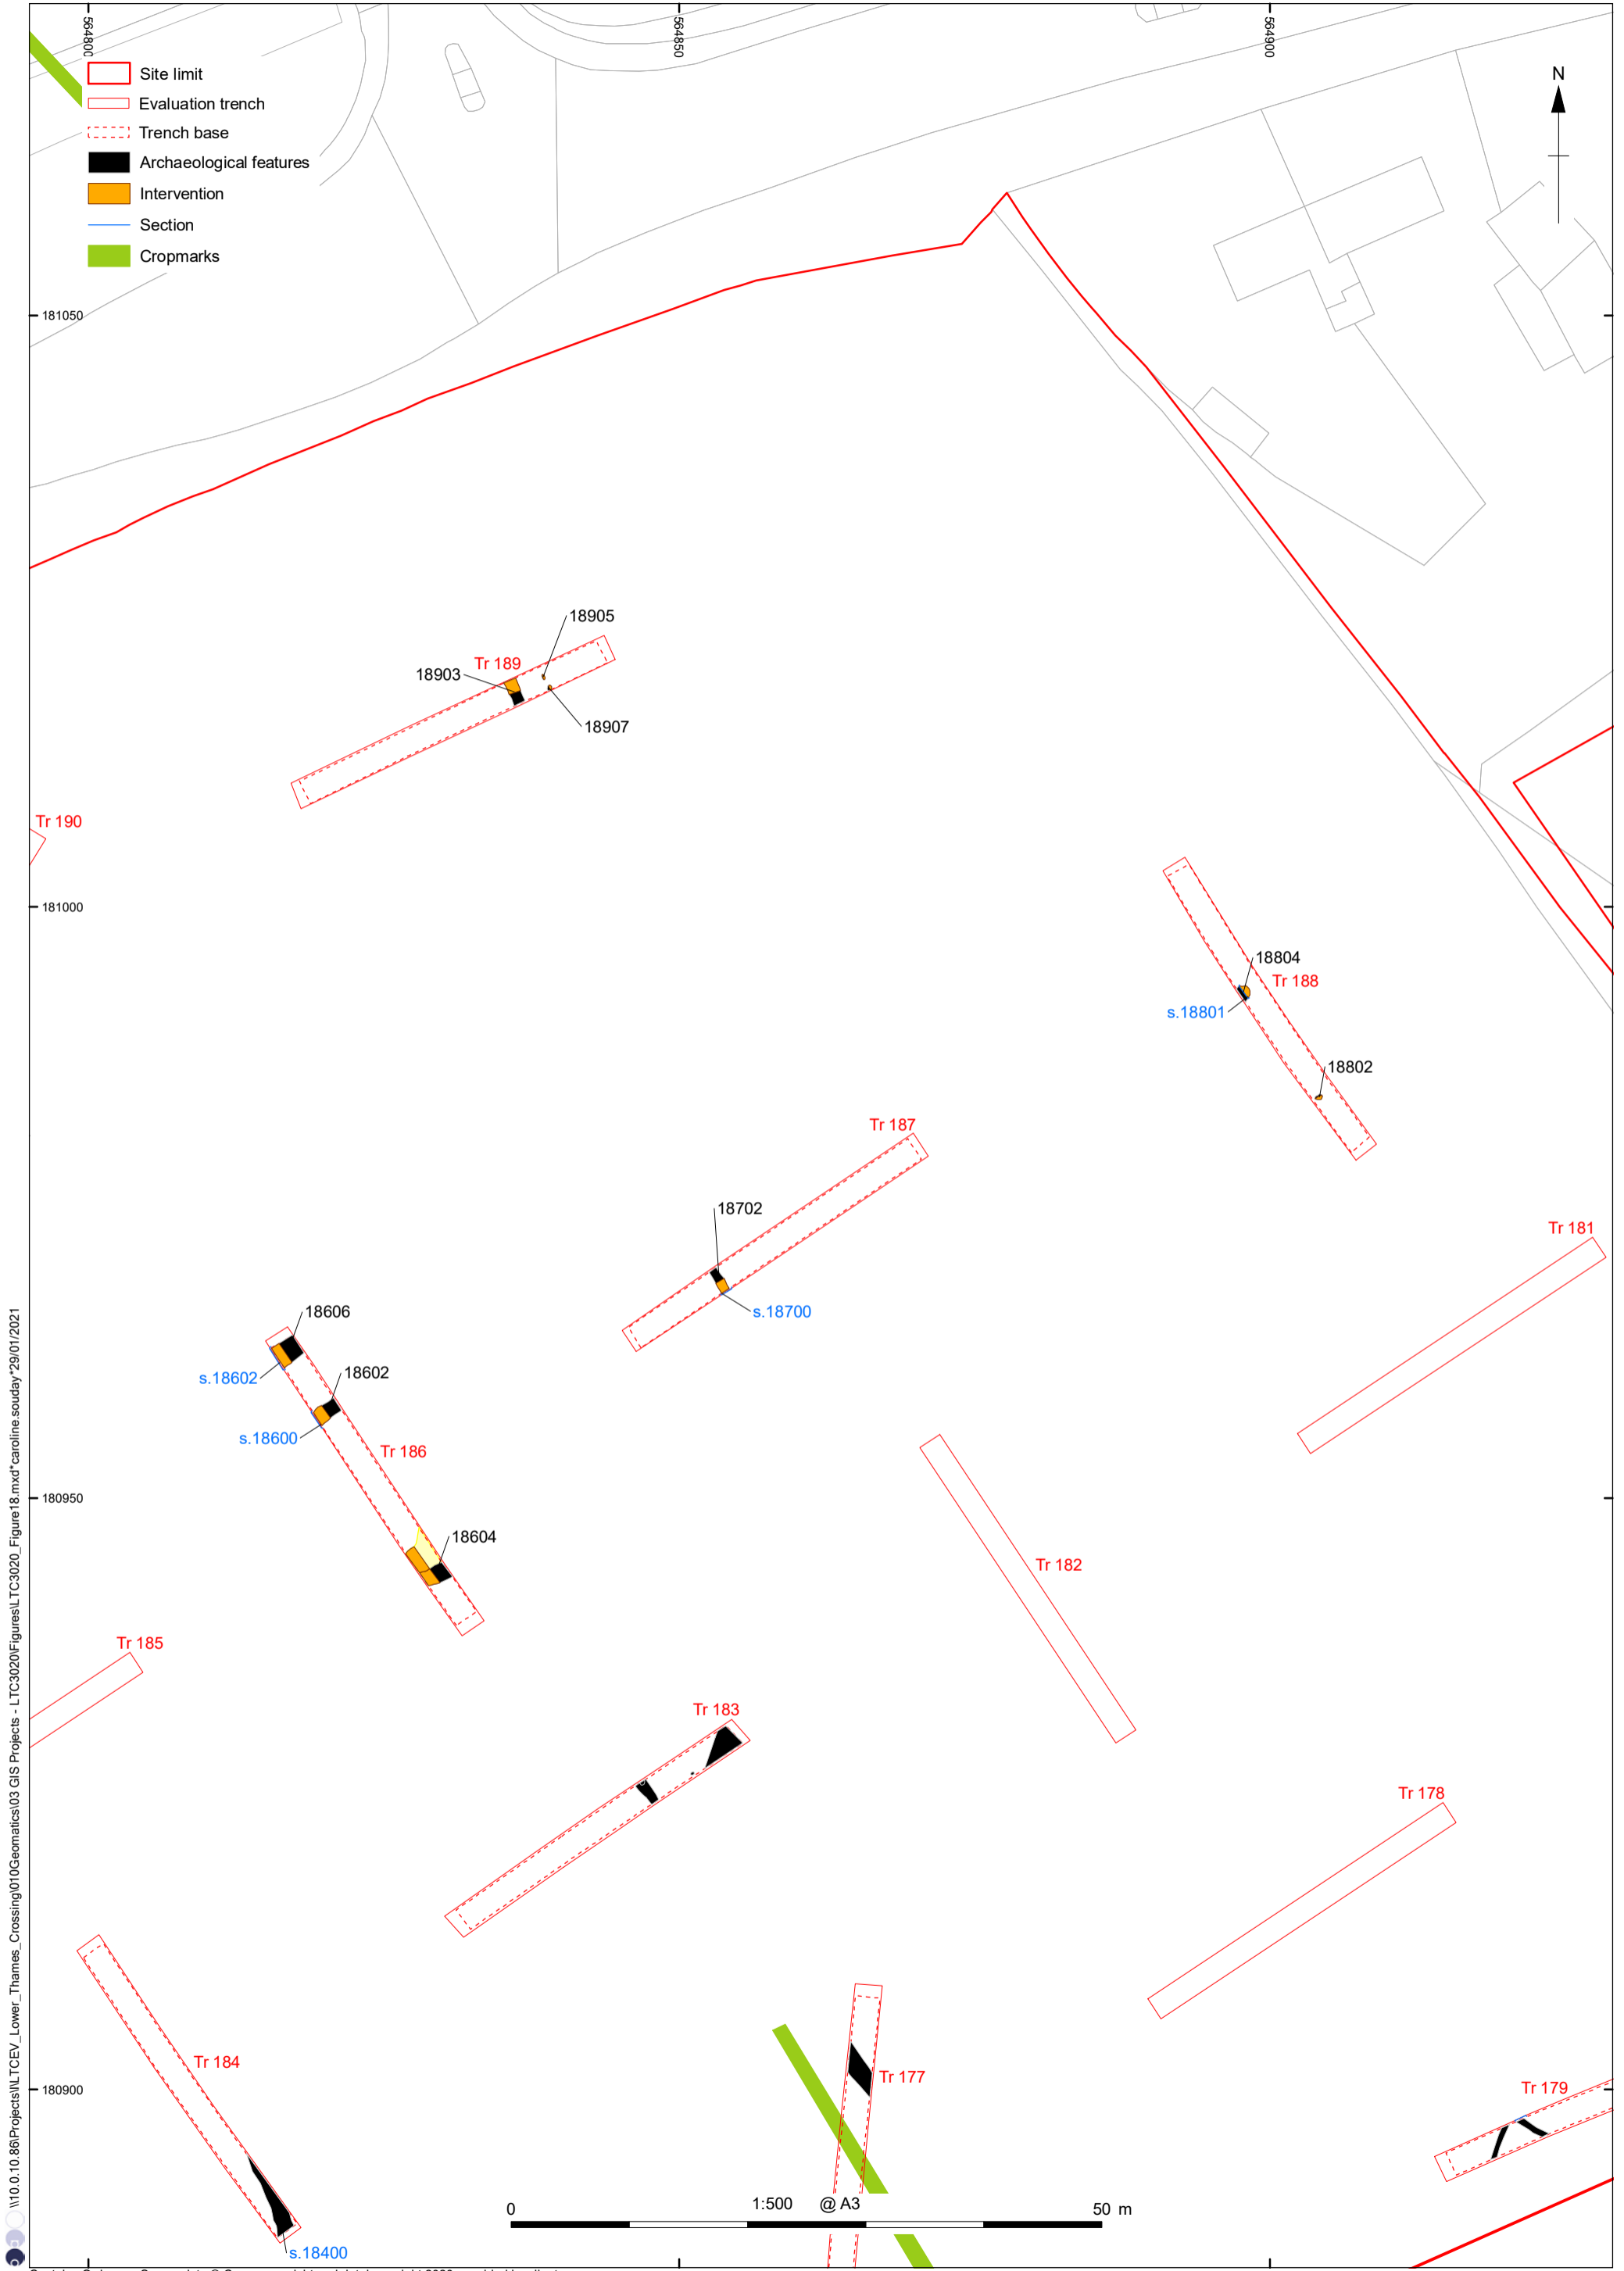 564800
564850
564900
Site limit
Evaluation trench
Trench base
Archaeological features
Intervention
Section
Cropmarks
N
181050
18905
Tr 189
18903
18907
Tr 190
181000
18804
Tr 188
s.18801
18802
Tr 187
18702
s.18700
Tr 181
18606
s.18602
18602
s.18600
Tr 186
180950
18604
Tr 182
Tr 185
Tr 183
Tr 178
Tr 184
Tr 177
180900
Tr 179
0 1:500 @ A3 50 m
s.18400
\\10.0.10.86\Projects\l\LTCEV_Lower_Thames_Crossing\010Geomatics\03 GIS Projects - LTC3020\Figures\LTC3020_Figure18.mxd*caroline.souday*29/01/2021